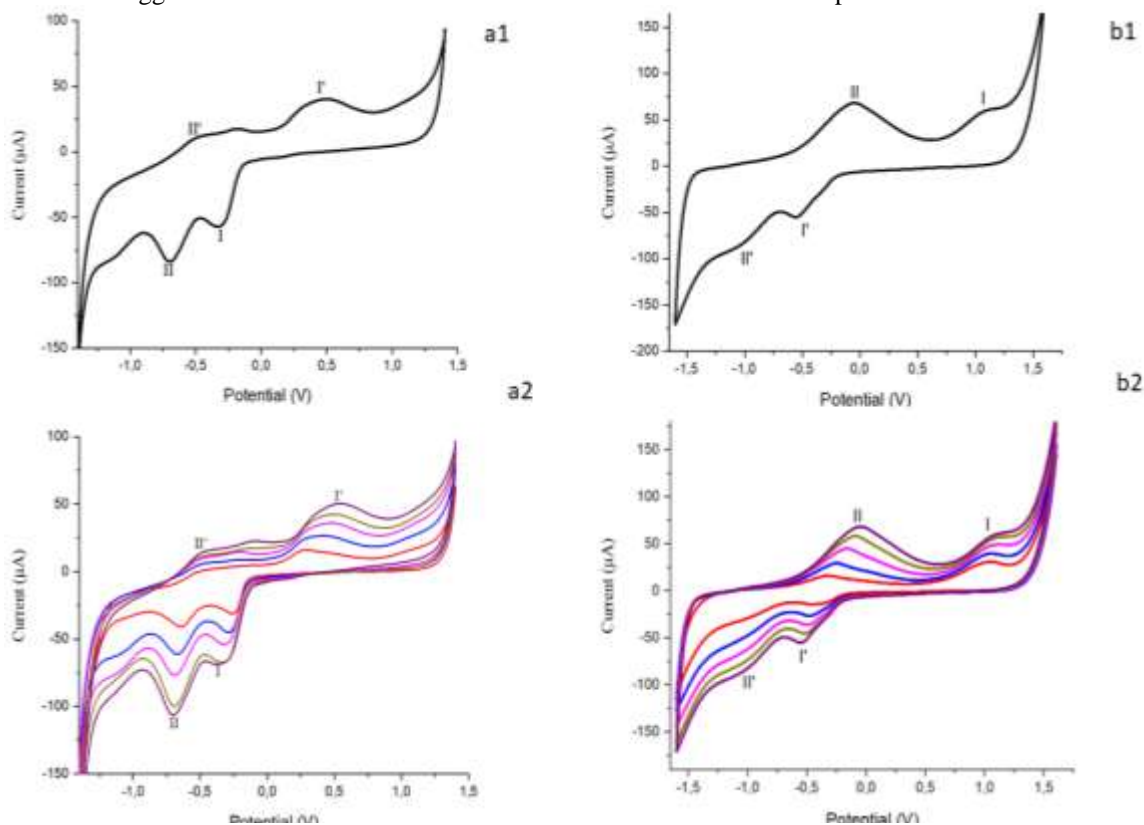 a1
100
50
0
-50
-100
-150
Current (µA)
I'
II'
I
II
-1,0 -0,5 0,0 0,5 1,0 1,5
Potential (V)
b1
150
100
50
0
-50
-100
-150
-200
Current (µA)
II
I
I'
II'
-1,5 -1,0 -0,5 0,0 0,5 1,0 1,5
Potential (V)
a2
100
50
0
-50
-100
-150
Current (µA)
I'
II'
I
II
-1,0 -0,5 0,0 0,5 1,0 1,5
Potential (V)
b2
150
100
50
0
-50
-100
-150
Current (µA)
II
I
I'
II'
-1,5 -1,0 -0,5 0,0 0,5 1,0 1,5
Potential (V)